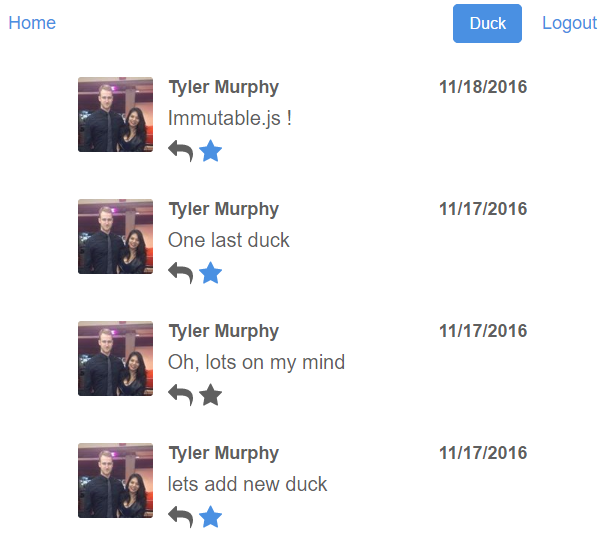 Home Duck Logout
Tyler Murphy 11/18/2016
Immutable.js !
Tyler Murphy 11/17/2016
One last duck
Tyler Murphy 11/17/2016
Oh, lots on my mind
Tyler Murphy 11/17/2016
lets add new duck